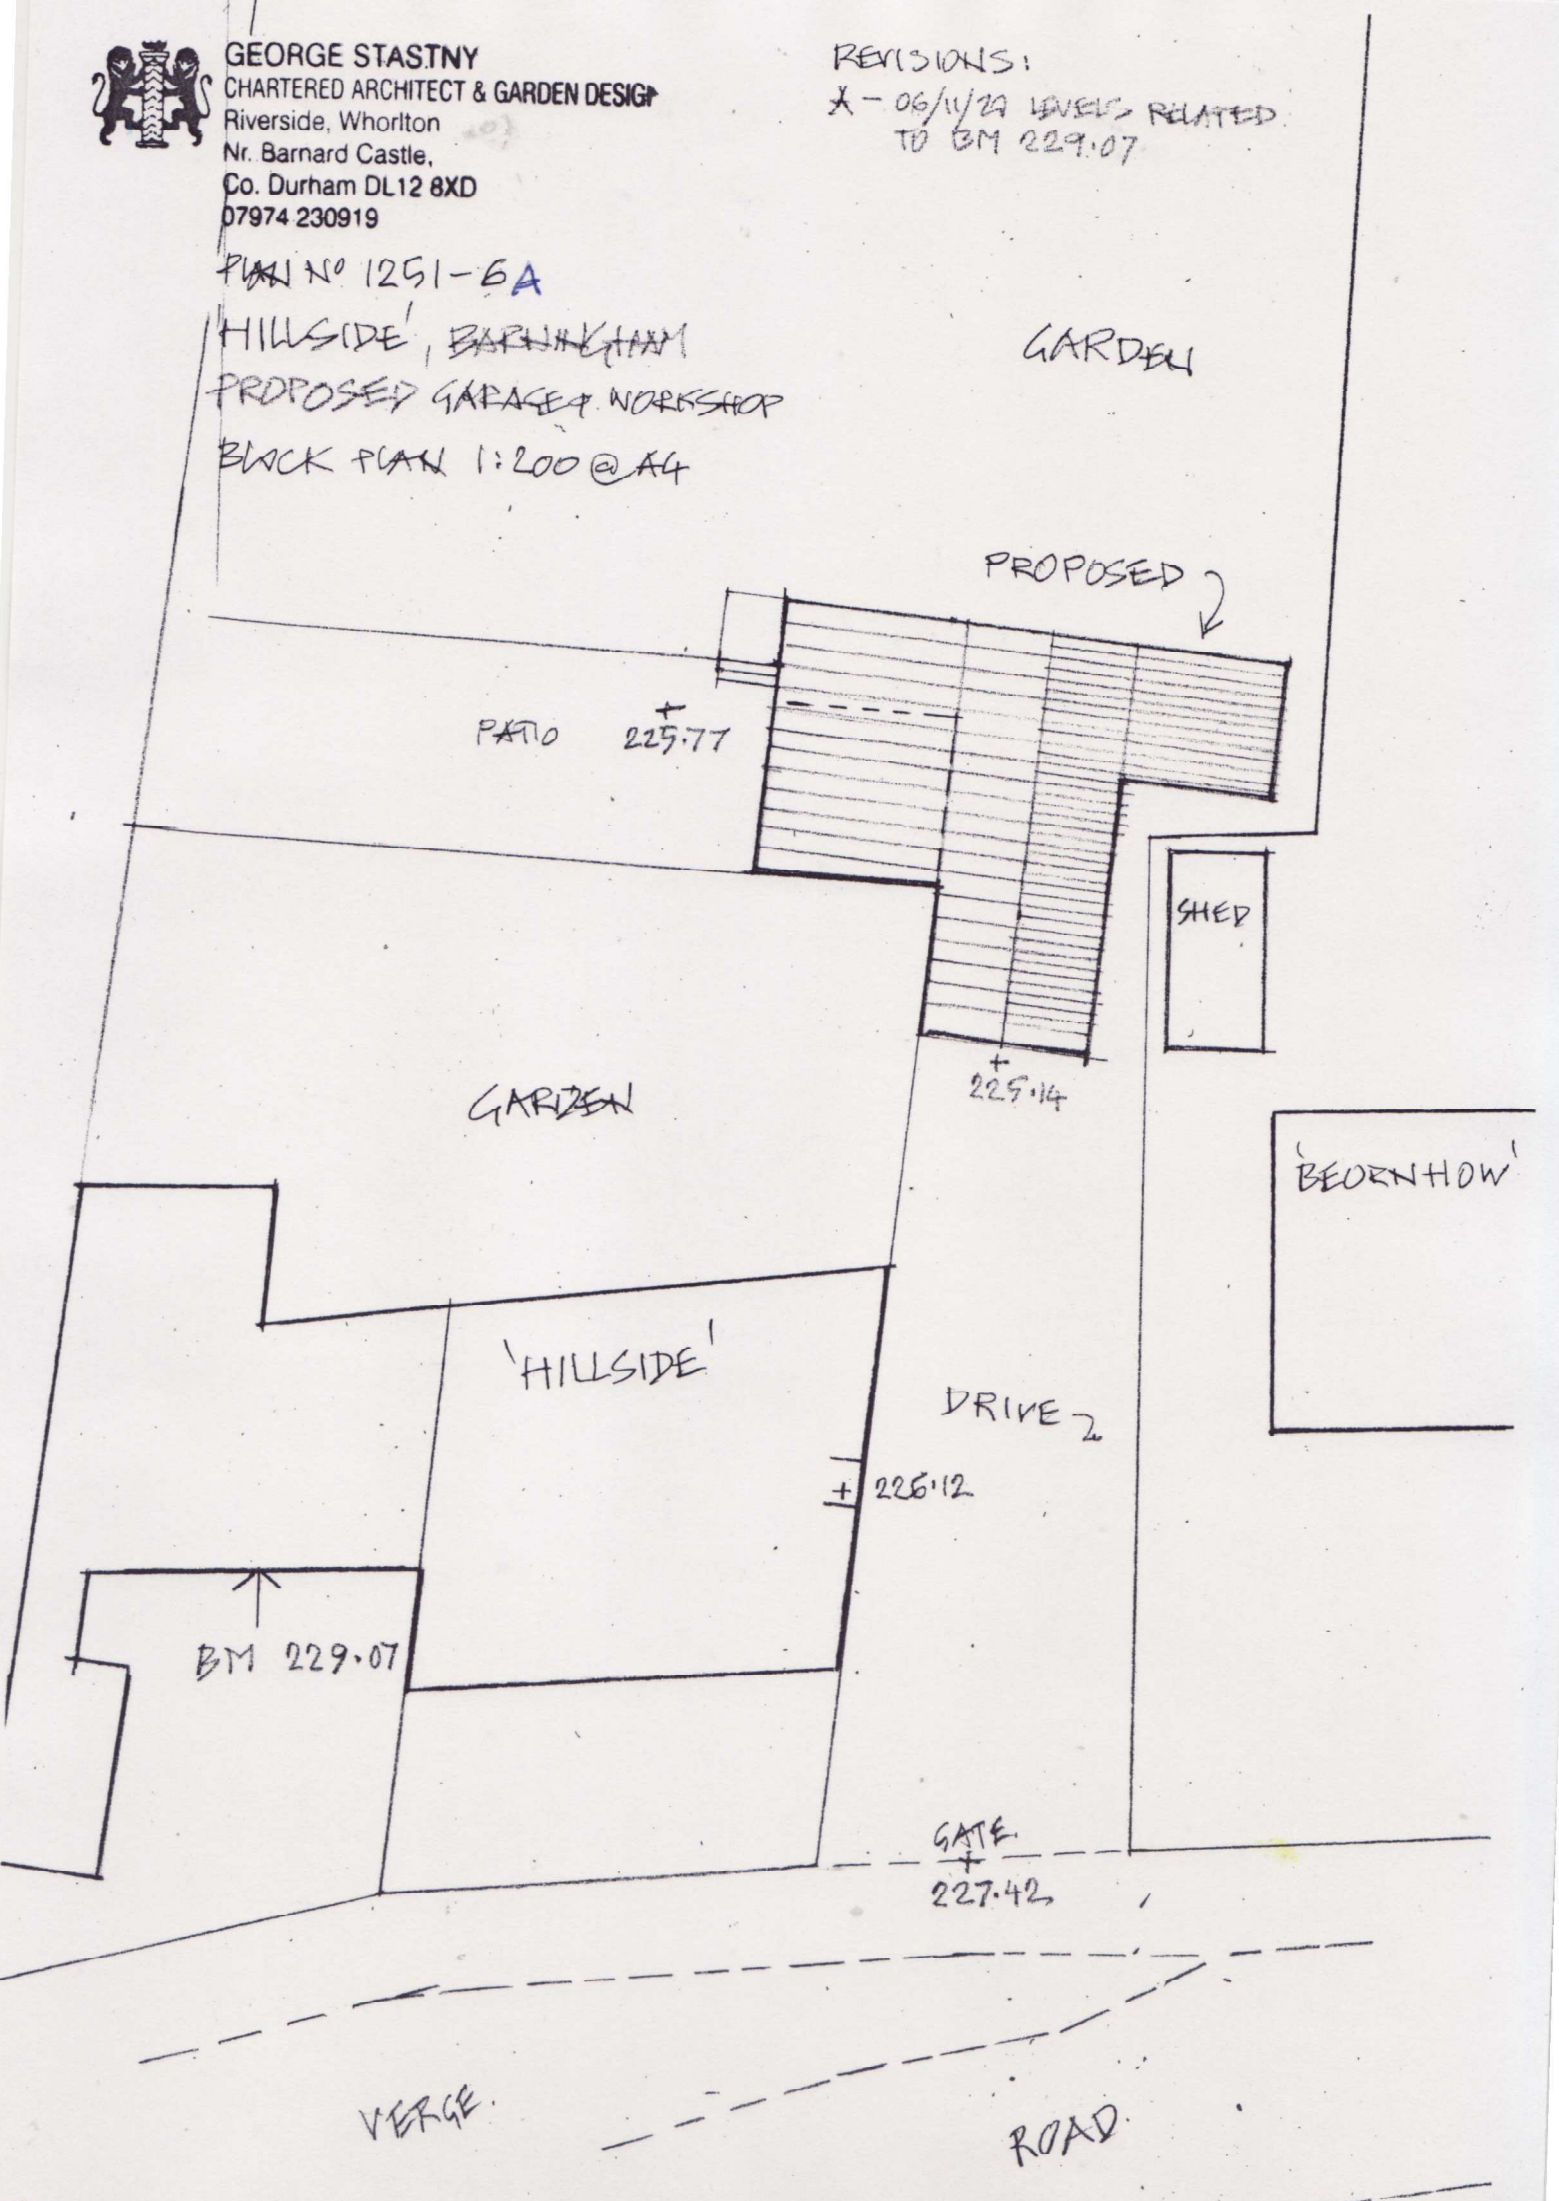 GEORGE STASTNY
CHARTERED ARCHITECT & GARDEN DESIGN
Riverside, Whorlton
Nr. Barnard Castle,
Co. Durham DL12 8XD
07974 230919
REVISIONS:
A - 06/11/29 LEVELS RELATED
TO BM 229.07
PLAN No 1251-6A
'HILLSIDE', BARNINGHAM
PROPOSED GARAGE & WORKSHOP
BLOCK PLAN 1:200 @ A4
GARDEN
PROPOSED
PATIO
225.77
SHED
225.14
GARDEN
'BEORNHOW'
'HILLSIDE'
DRIVE
226.12
BM 229.07
GATE
227.42
VERGE.
ROAD.